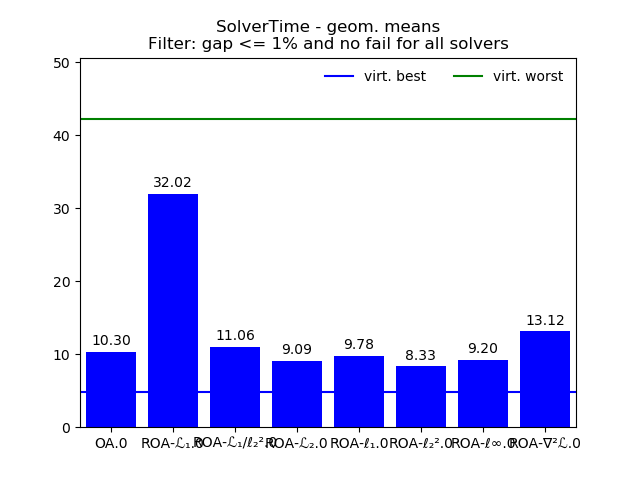 SolverTime - geom. means
Filter: gap <= 1% and no fail for all solvers
virt. best
virt. worst
50
40
30
20
10
0
10.30
32.02
11.06
9.09
9.78
8.33
9.20
13.12
OA.0
ROA-ℒ₁.0
ROA-ℒ₁/ℓ₂².0
ROA-ℒ₂.0
ROA-ℓ₁.0
ROA-ℓ₂².0
ROA-ℓ∞.0
ROA-∇²ℒ.0